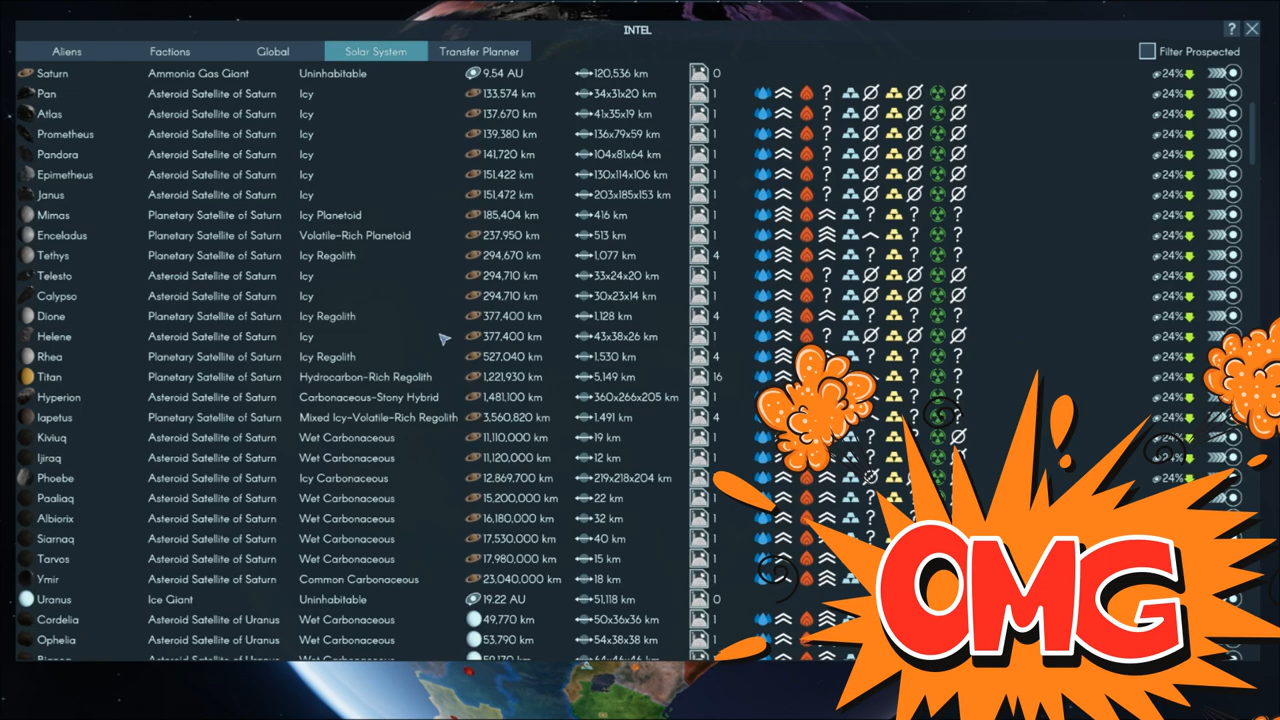 INTEL
? X
Aliens Factions Global Solar System Transfer Planner Filter Prospected
Saturn Ammonia Gas Giant Uninhabitable 9.54 AU 120,536 km 0 24%
Pan Asteroid Satellite of Saturn Icy 133,574 km 34x31x20 km 1 ? 24%
Atlas Asteroid Satellite of Saturn Icy 137,670 km 41x35x19 km 1 ? 24%
Prometheus Asteroid Satellite of Saturn Icy 139,380 km 136x79x59 km 1 ? 24%
Pandora Asteroid Satellite of Saturn Icy 141,720 km 104x81x64 km 1 ? 24%
Epimetheus Asteroid Satellite of Saturn Icy 151,422 km 130x114x106 km 1 ? 24%
Janus Asteroid Satellite of Saturn Icy 151,472 km 203x185x153 km 1 ? 24%
Mimas Planetary Satellite of Saturn Icy Planetoid 185,404 km 416 km 1 ? ? ? 24%
Enceladus Planetary Satellite of Saturn Volatile-Rich Planetoid 237,950 km 513 km 1 ? ? 24%
Tethys Planetary Satellite of Saturn Icy Regolith 294,670 km 1,077 km 4 ? ? ? 24%
Telesto Asteroid Satellite of Saturn Icy 294,710 km 33x24x20 km 1 ? 24%
Calypso Asteroid Satellite of Saturn Icy 294,710 km 30x23x14 km 1 ? 24%
Dione Planetary Satellite of Saturn Icy Regolith 377,400 km 1,128 km 4 ? ? ? 24%
Helene Asteroid Satellite of Saturn Icy 377,400 km 43x38x26 km 1 ? 24%
Rhea Planetary Satellite of Saturn Icy Regolith 527,040 km 1,530 km 4 ? ? 24%
Titan Planetary Satellite of Saturn Hydrocarbon-Rich Regolith 1,221,930 km 5,149 km 16 ? ? 24%
Hyperion Asteroid Satellite of Saturn Carbonaceous-Stony Hybrid 1,481,100 km 360x266x205 km 1 ? 24%
Iapetus Planetary Satellite of Saturn Mixed Icy-Volatile-Rich Regolith 3,560,820 km 1,491 km 4 ? 24%
Kiviuq Asteroid Satellite of Saturn Wet Carbonaceous 11,110,000 km 19 km 1 ? ? 24%
Ijiraq Asteroid Satellite of Saturn Wet Carbonaceous 11,120,000 km 12 km 1 ? ? 24%
Phoebe Asteroid Satellite of Saturn Icy Carbonaceous 12,869,700 km 219x218x204 km 1 ? 24%
Paaliaq Asteroid Satellite of Saturn Wet Carbonaceous 15,200,000 km 22 km 1 ? ?
Albiorix Asteroid Satellite of Saturn Wet Carbonaceous 16,180,000 km 32 km 1 ?
Siarnaq Asteroid Satellite of Saturn Wet Carbonaceous 17,530,000 km 40 km 1 ?
Tarvos Asteroid Satellite of Saturn Wet Carbonaceous 17,980,000 km 15 km 1 ?
Ymir Asteroid Satellite of Saturn Common Carbonaceous 23,040,000 km 18 km 1 ?
Uranus Ice Giant Uninhabitable 19.22 AU 51,118 km 0
Cordelia Asteroid Satellite of Uranus Wet Carbonaceous 49,770 km 50x36x36 km 1
Ophelia Asteroid Satellite of Uranus Wet Carbonaceous 53,790 km 54x38x38 km 1
OMG